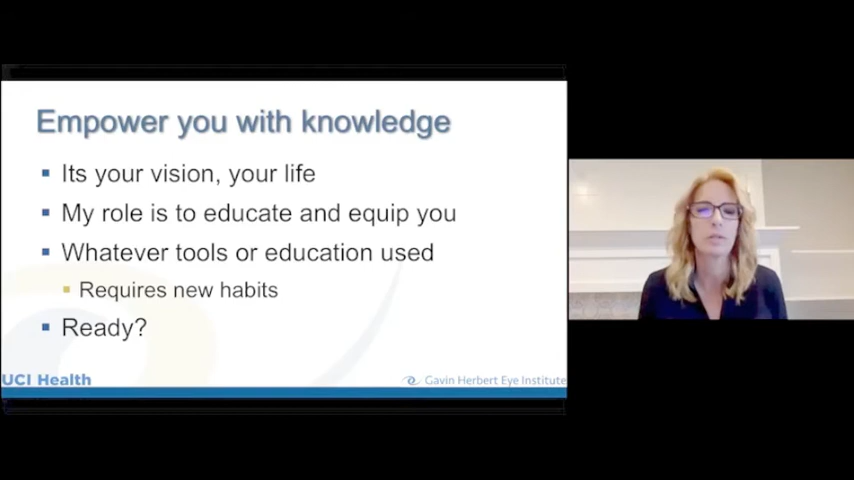 Empower you with knowledge
Its your vision, your life
My role is to educate and equip you
Whatever tools or education used
Requires new habits
Ready?
UCI Health
Gavin Herbert Eye Institute